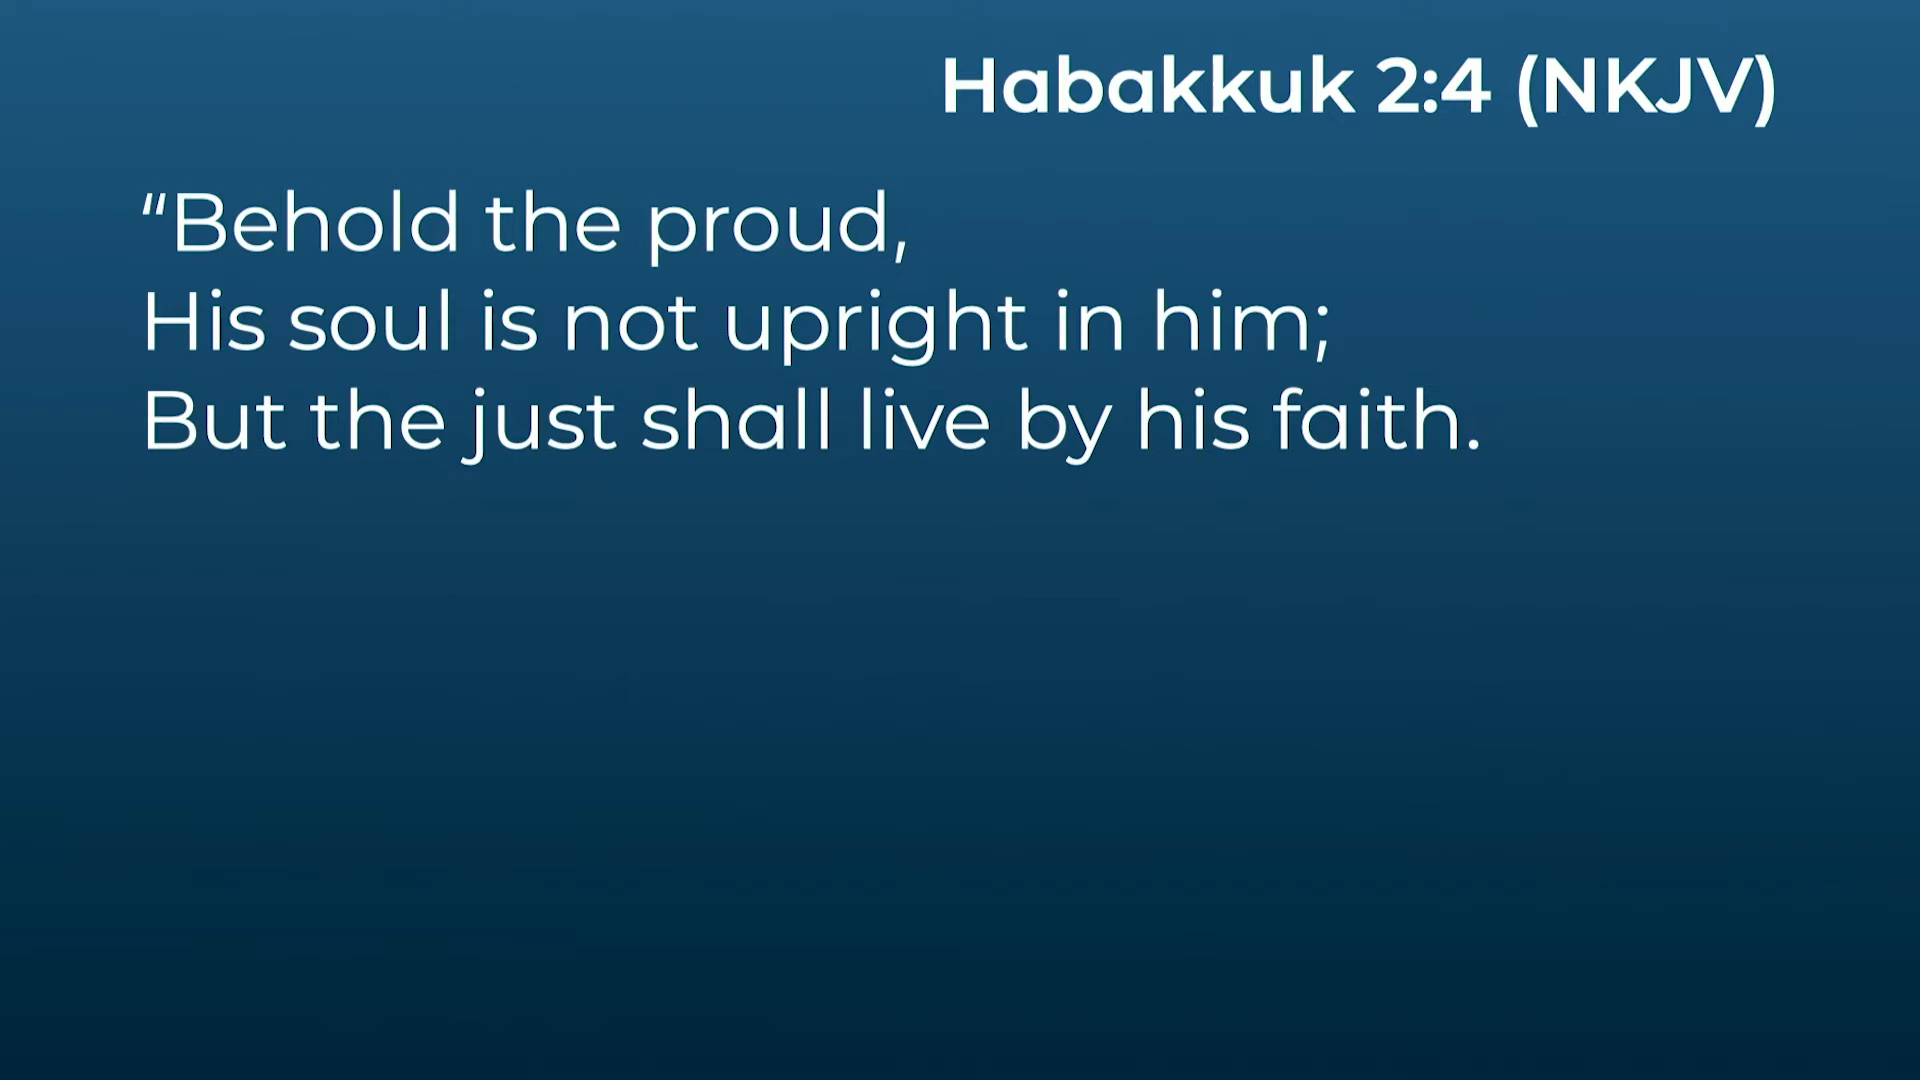 Habakkuk 2:4 (NKJV)
“Behold the proud,
His soul is not upright in him;
But the just shall live by his faith.